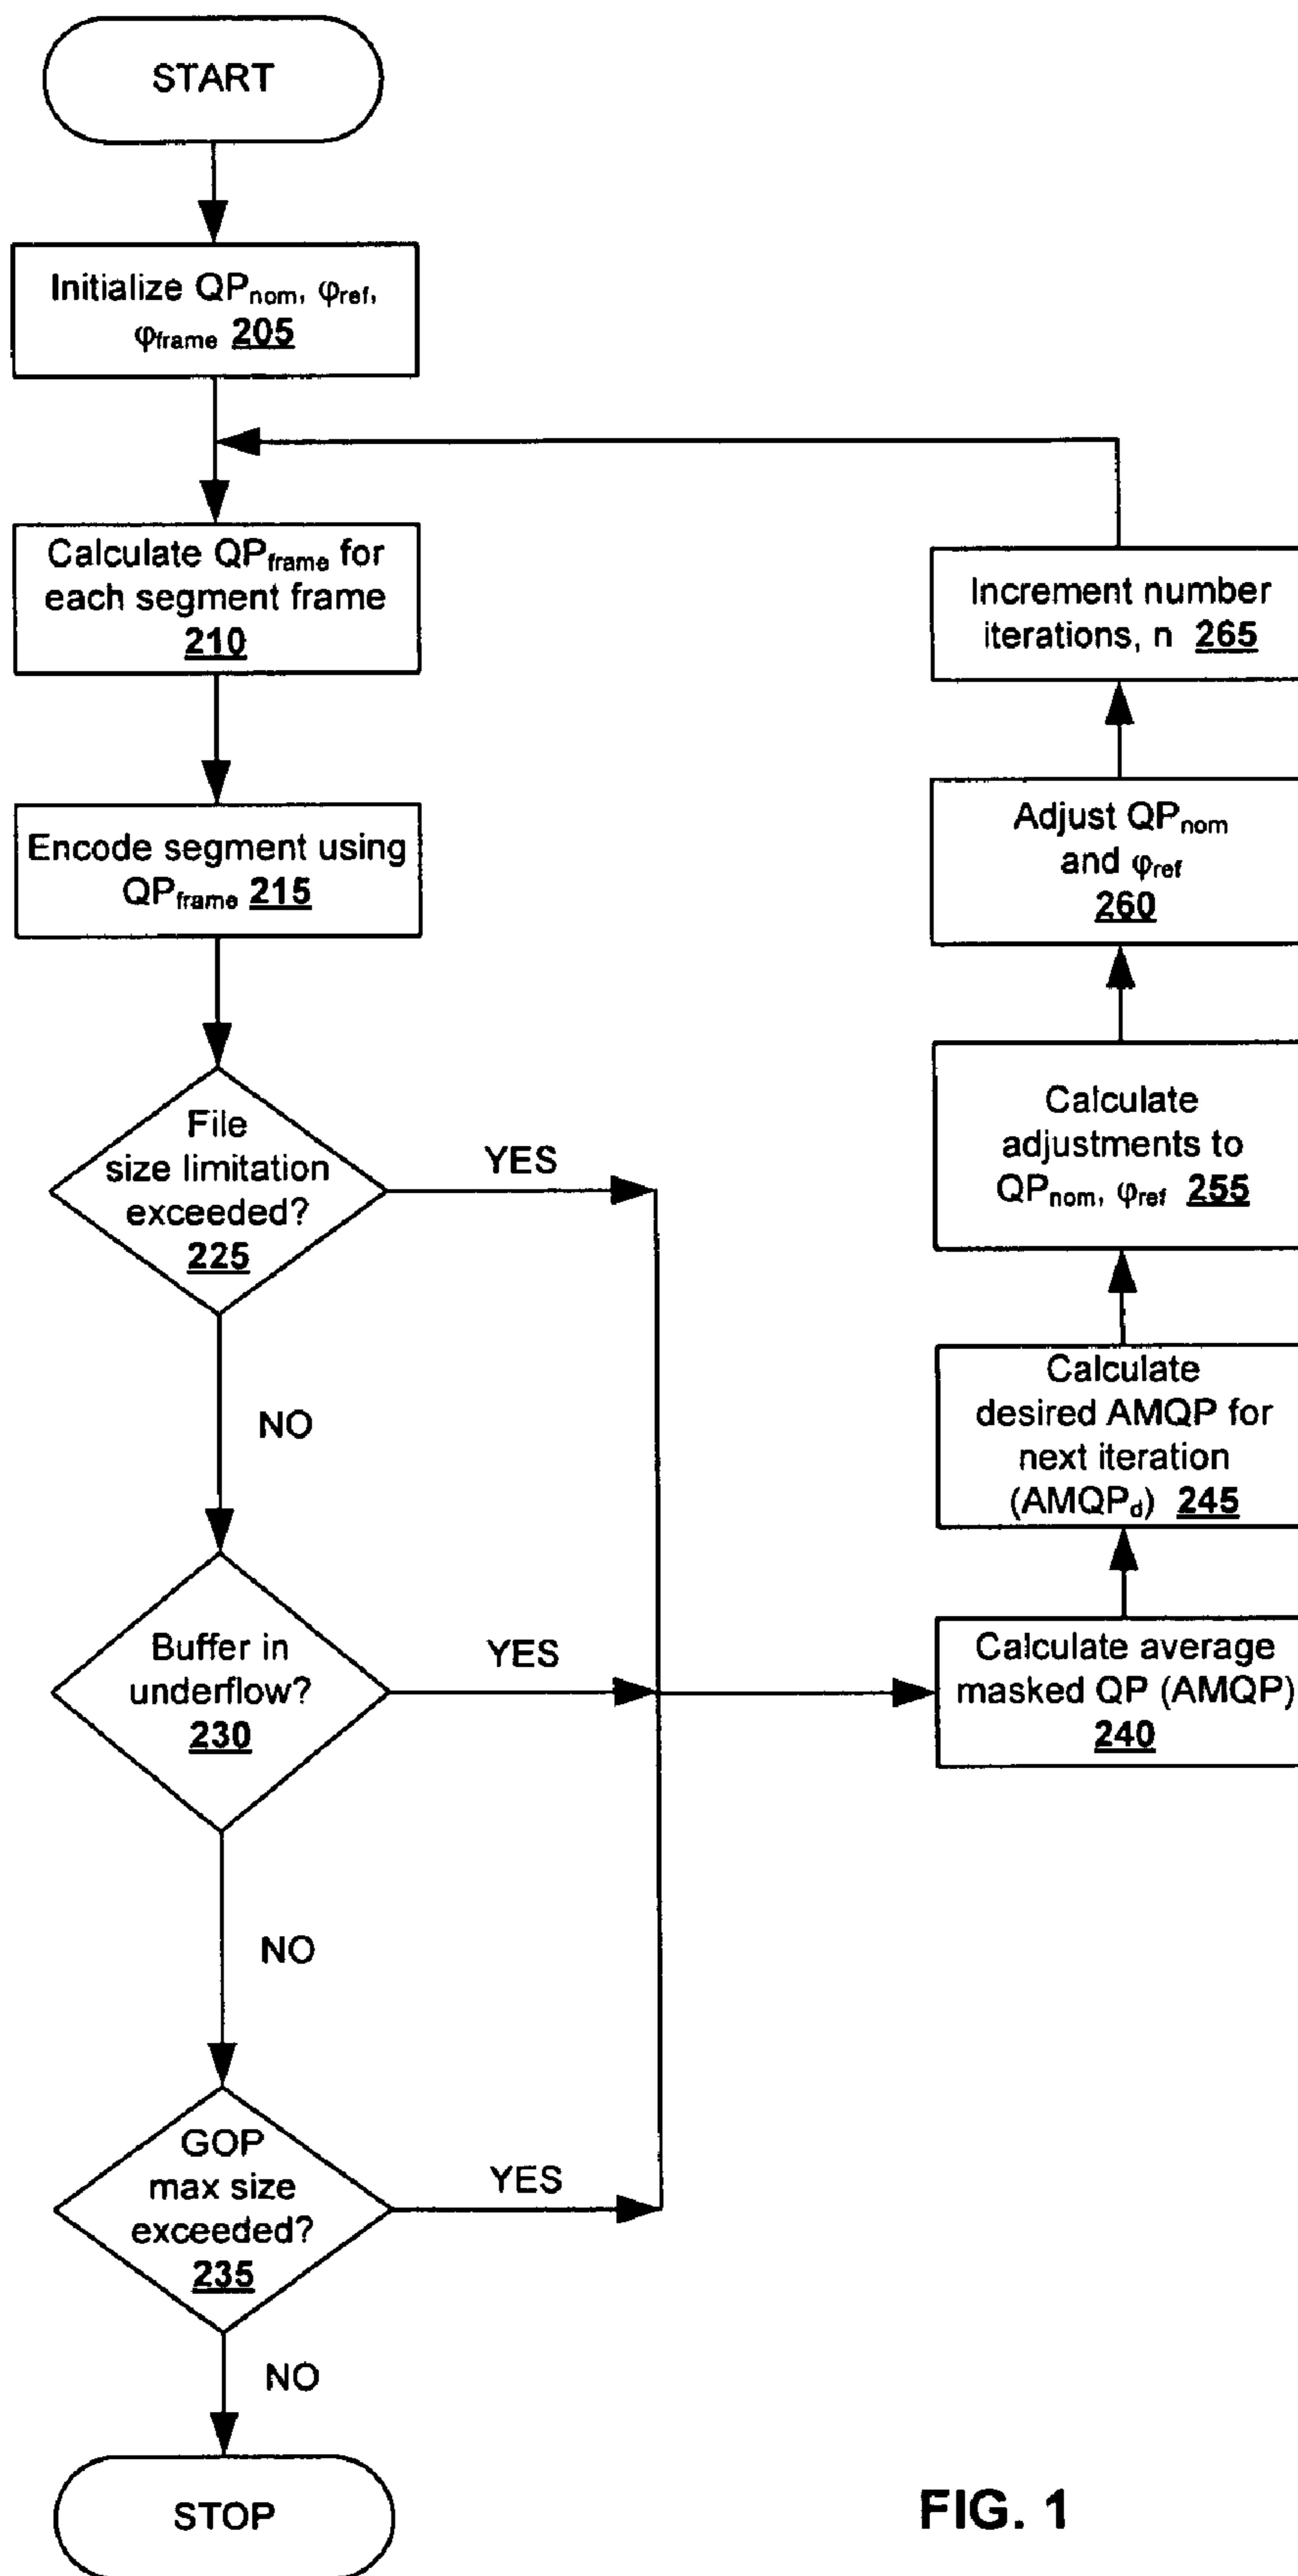 START
Initialize QPnom, φref,
φframe 205
Calculate QPframe for
each segment frame
210
Encode segment using
QPframe 215
File
size limitation
exceeded?
225
YES
NO
Buffer in
underflow?
230
YES
NO
GOP
max size
exceeded?
235
YES
NO
STOP
Increment number
iterations, n 265
Adjust QPnom
and φref
260
Calculate
adjustments to
QPnom, φref 255
Calculate
desired AMQP for
next iteration
(AMQPd) 245
Calculate average
masked QP (AMQP)
240
FIG. 1